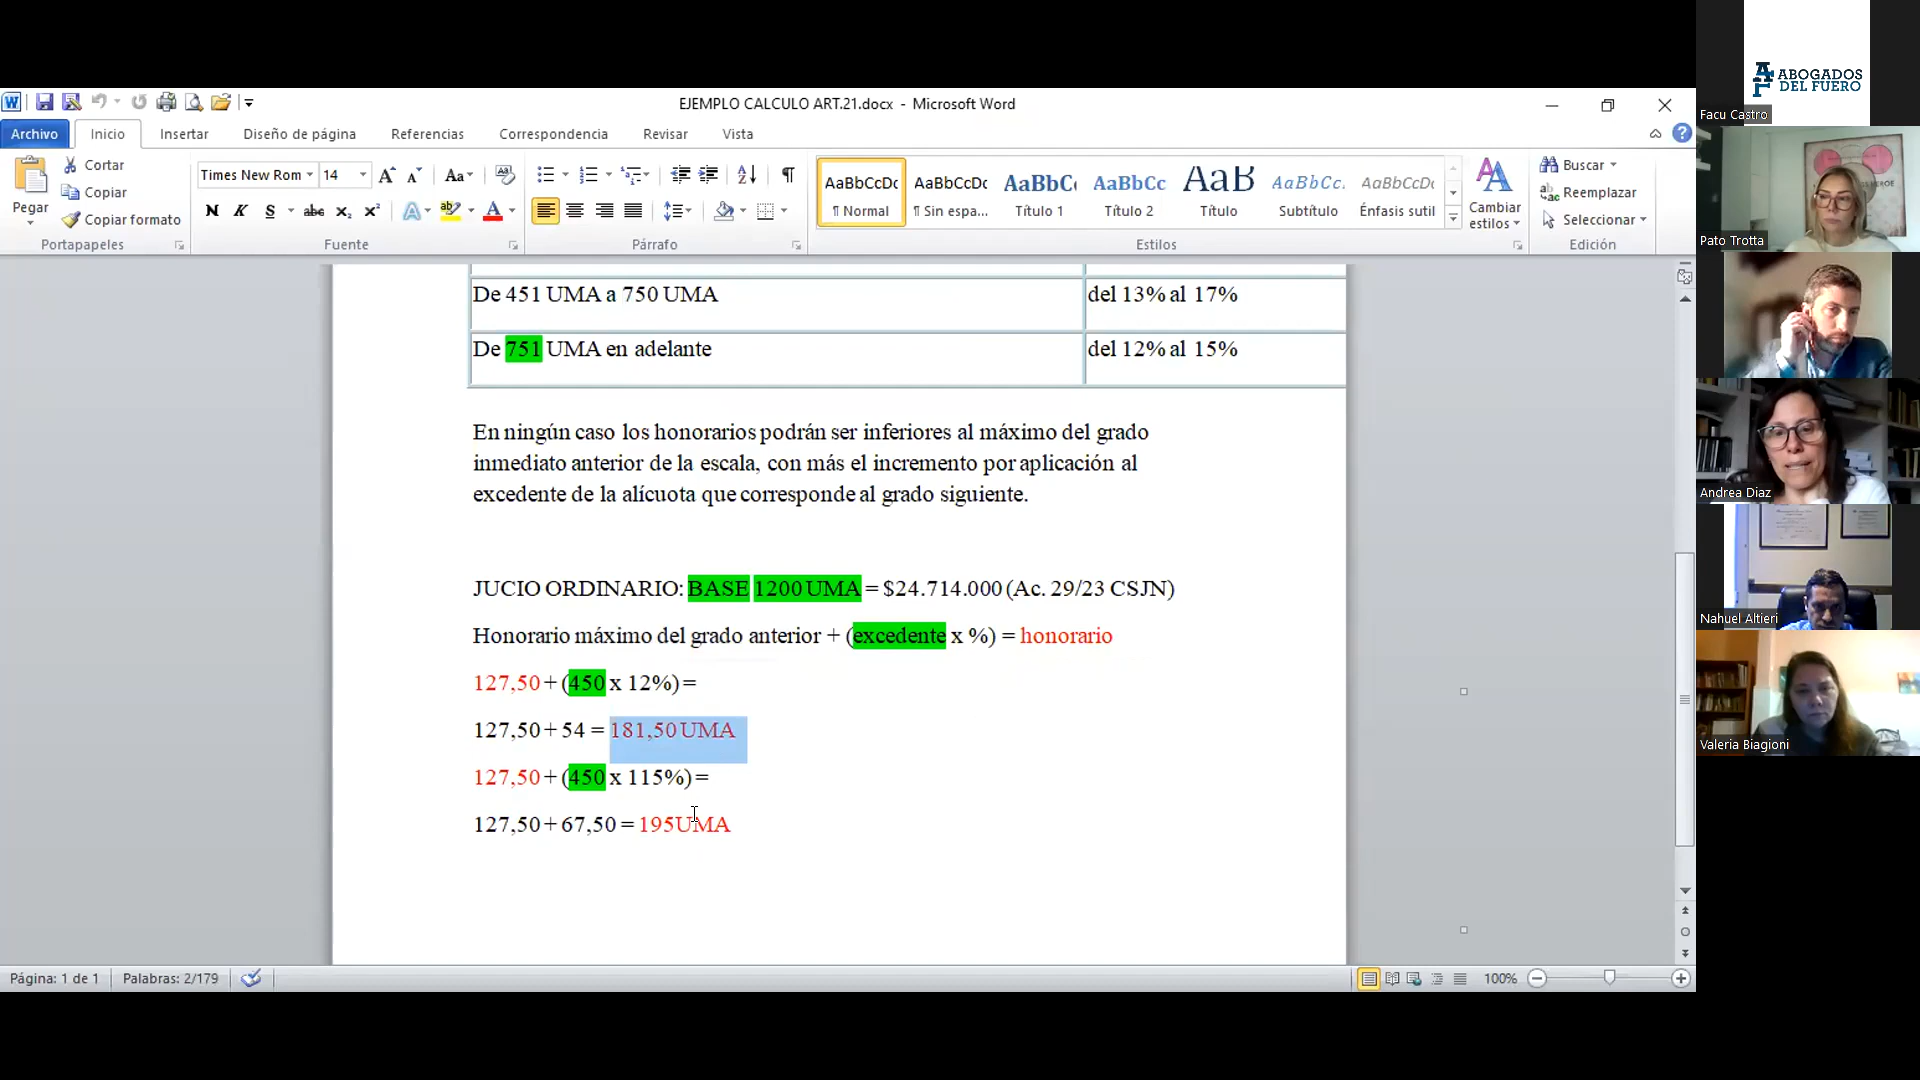 ABOGADOS
DEL FUERO
Facu Castro
EJEMPLO CALCULO ART.21.docx - Microsoft Word
Archivo Inicio Insertar Diseño de página Referencias Correspondencia Revisar Vista
Pegar
Cortar
Copiar
Copiar formato
Portapapeles
Times New Rom 14
Fuente
Párrafo
AaBbCcDc AaBbCcDc AaBbC AaBbCc AaB AaBbCc. AaBbCcDc
¶ Normal ¶ Sin espa... Título 1 Título 2 Título Subtítulo Énfasis sutil
Cambiar estilos
Estilos
Buscar
Reemplazar
Seleccionar
Edición
Pato Trotta
De 451 UMA a 750 UMA del 13% al 17%
De 751 UMA en adelante del 12% al 15%
En ningún caso los honorarios podrán ser inferiores al máximo del grado
inmediato anterior de la escala, con más el incremento por aplicación al
excedente de la alícuota que corresponde al grado siguiente.
JUCIO ORDINARIO: BASE 1200 UMA = $24.714.000 (Ac. 29/23 CSJN)
Honorario máximo del grado anterior + (excedente x %) = honorario
127,50 + (450 x 12%) =
127,50 + 54 = 181,50 UMA
127,50 + (450 x 115%) =
127,50 + 67,50 = 195UMA
Andrea Diaz
Nahuel Altieri
Valeria Biagioni
Página: 1 de 1 Palabras: 2/179 100%